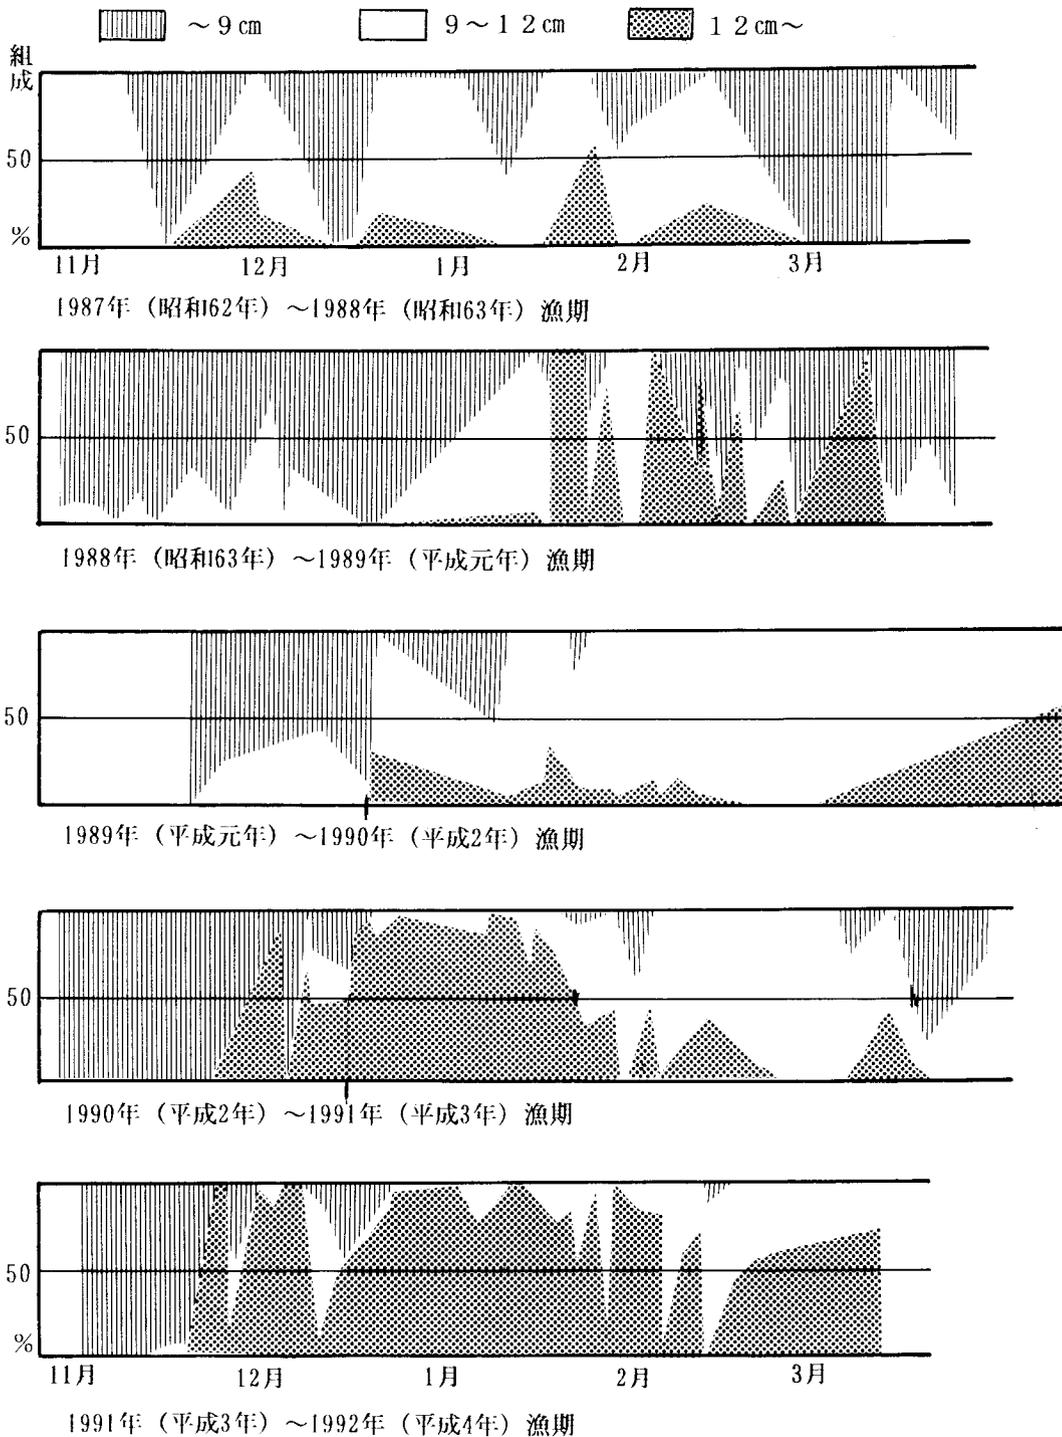 ～9cm 9～12cm 12cm～
組
成
50
%
11月 12月 1月 2月 3月
1987年（昭和62年）～1988年（昭和63年）漁期
50
1988年（昭和63年）～1989年（平成元年）漁期
50
1989年（平成元年）～1990年（平成2年）漁期
50
1990年（平成2年）～1991年（平成3年）漁期
50
%
11月 12月 1月 2月 3月
1991年（平成3年）～1992年（平成4年）漁期